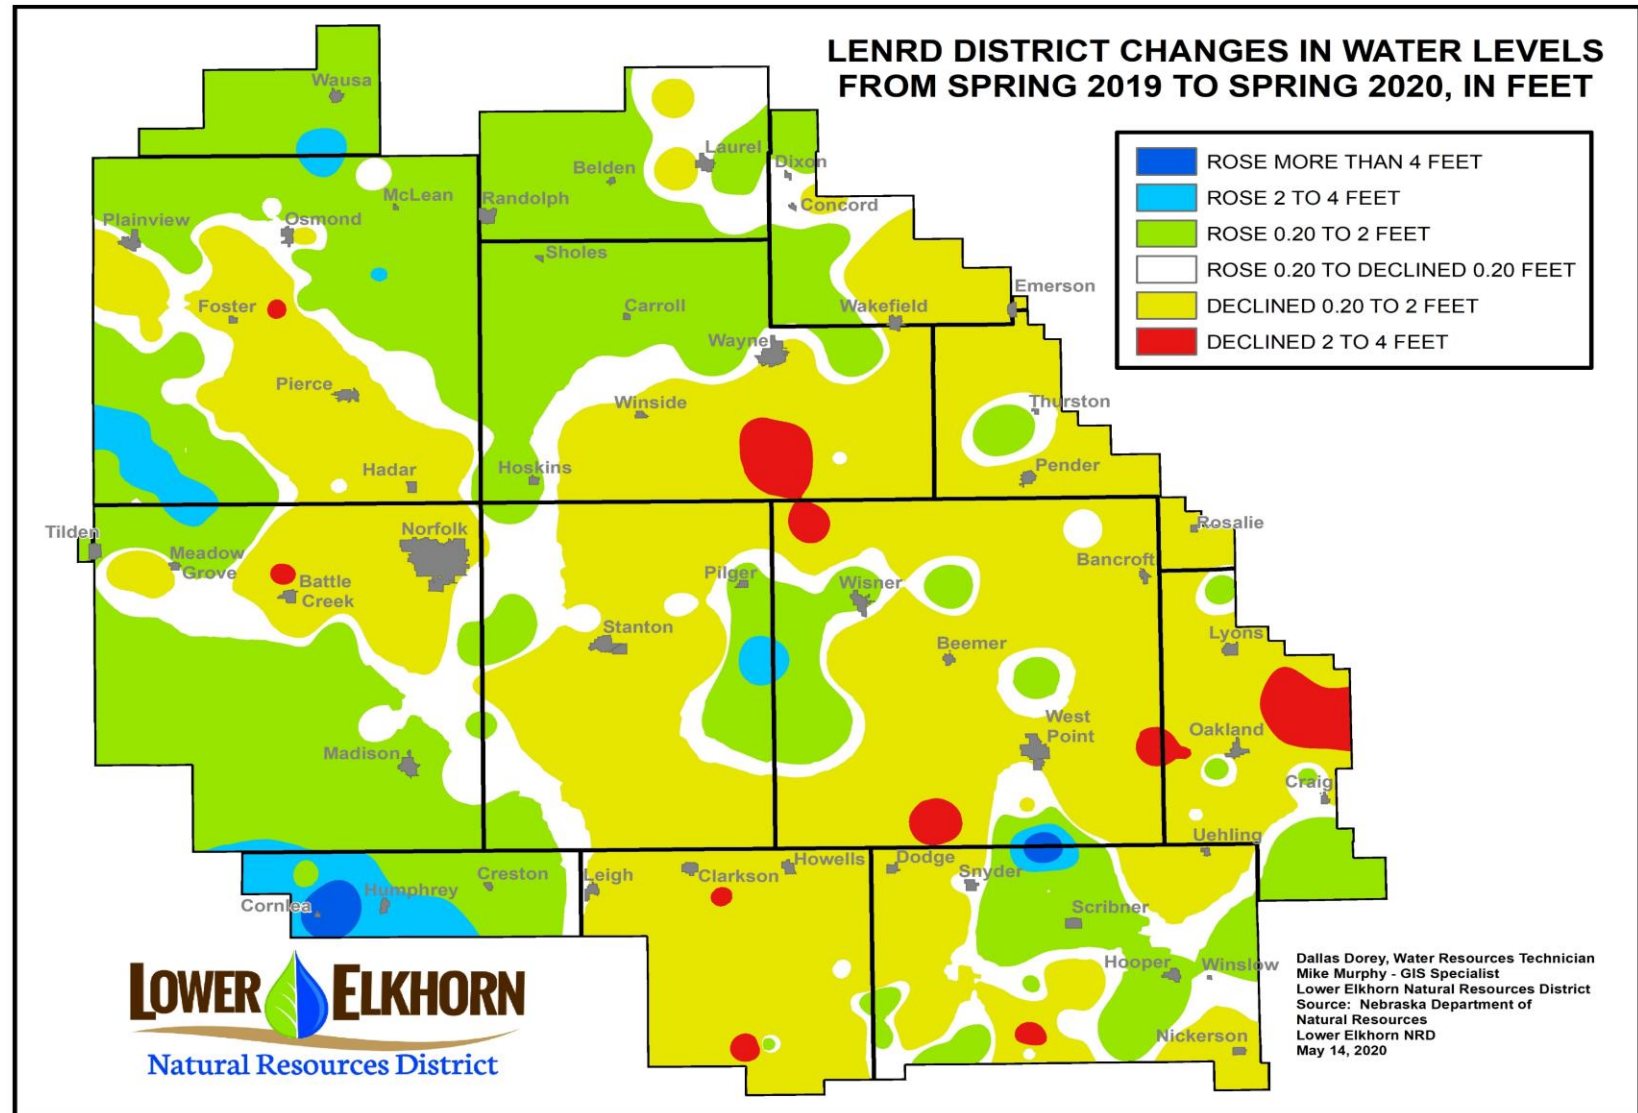 LENRD DISTRICT CHANGES IN WATER LEVELS
FROM SPRING 2019 TO SPRING 2020, IN FEET
ROSE MORE THAN 4 FEET
ROSE 2 TO 4 FEET
ROSE 0.20 TO 2 FEET
ROSE 0.20 TO DECLINED 0.20 FEET
DECLINED 0.20 TO 2 FEET
DECLINED 2 TO 4 FEET
Wausa
Laurel
Dixon
Belden
McLean
Randolph
Concord
Plainview
Osmond
Sholes
Emerson
Foster
Carroll
Wakefield
Wayne
Pierce
Winside
Thurston
Hadar
Hoskins
Pender
Tilden
Norfolk
Rosalie
Meadow
Grove
Battle
Creek
Pilger
Wisner
Bancroft
Stanton
Beemer
Lyons
West
Point
Oakland
Madison
Craig
Uehling
Creston
Leigh
Clarkson
Howells
Dodge
Snyder
Humphrey
Cornlea
Scribner
Hooper
Winslow
Nickerson
LOWER ELKHORN
Natural Resources District
Dallas Dorey, Water Resources Technician
Mike Murphy - GIS Specialist
Lower Elkhorn Natural Resources District
Source: Nebraska Department of
Natural Resources
Lower Elkhorn NRD
May 14, 2020